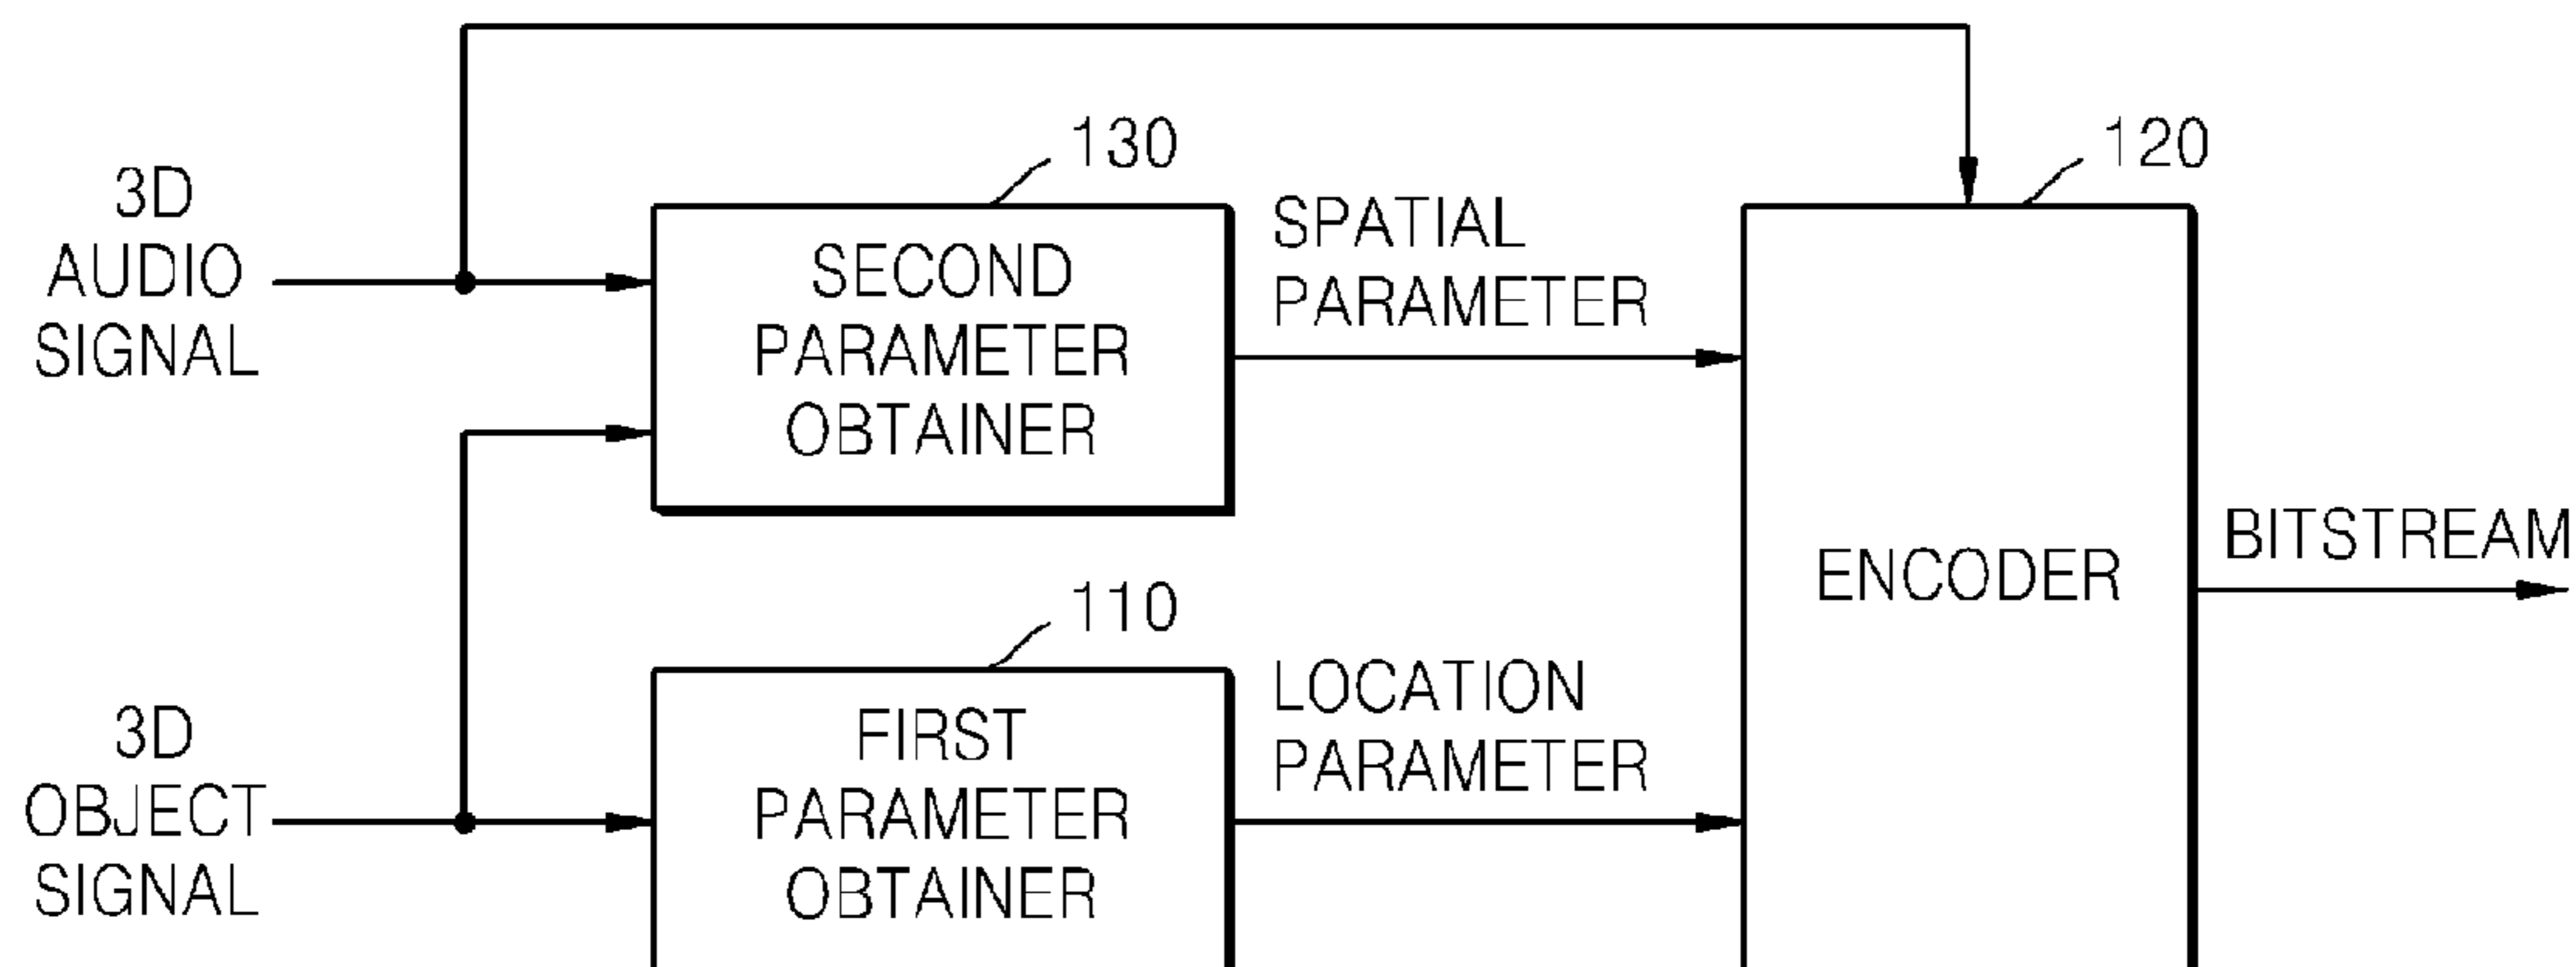 130
120
3D
AUDIO
SIGNAL
SECOND
PARAMETER
OBTAINER
SPATIAL
PARAMETER
ENCODER
BITSTREAM
110
3D
OBJECT
SIGNAL
FIRST
PARAMETER
OBTAINER
LOCATION
PARAMETER